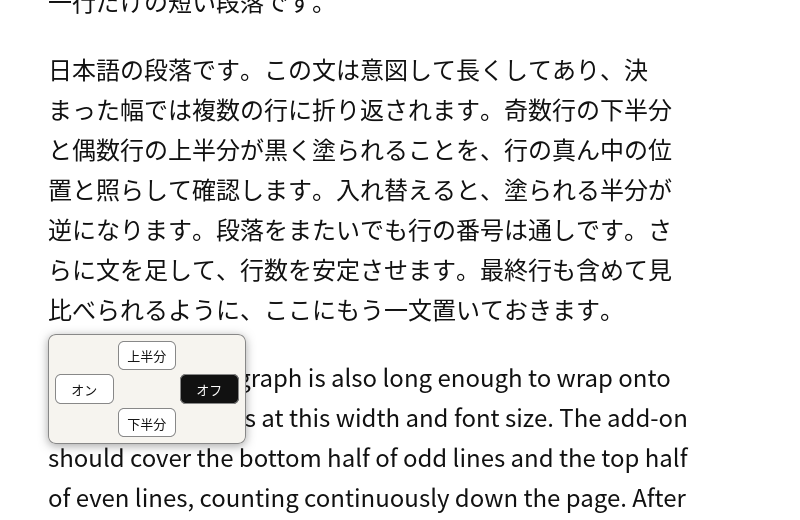 一行だけの短い段落です。
日本語の段落です。この文は意図して長くしてあり、決
まった幅では複数の行に折り返されます。奇数行の下半分
と偶数行の上半分が黒く塗られることを、行の真ん中の位
置と照らして確認します。入れ替えると、塗られる半分が
逆になります。段落をまたいでも行の番号は通しです。さ
らに文を足して、行数を安定させます。最終行も含めて見
比べられるように、ここにもう一文置いておきます。
上半分
オン
オフ
下半分
graph is also long enough to wrap onto
s at this width and font size. The add-on
should cover the bottom half of odd lines and the top half
of even lines, counting continuously down the page. After